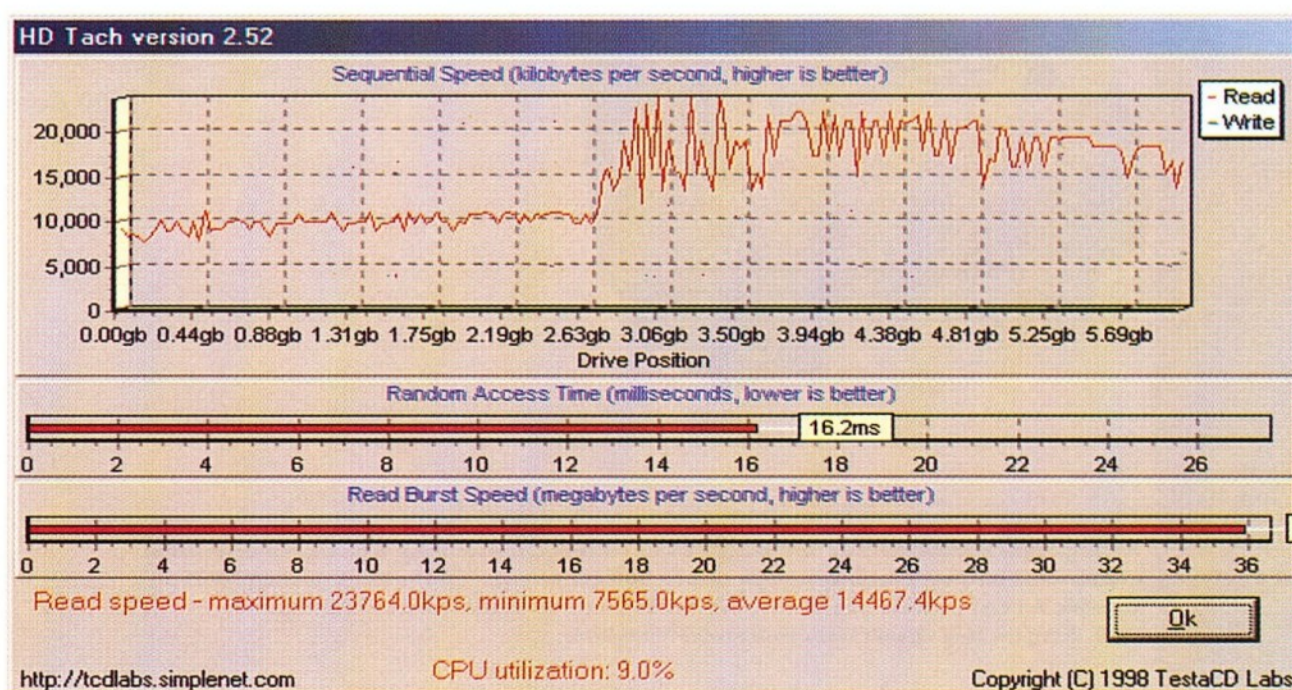 HD Tach version 2.52
Sequential Speed (kilobytes per second, higher is better)
Read
Write
20,000
15,000
10,000
5,000
0
0.00gb 0.44gb 0.88gb 1.31gb 1.75gb 2.19gb 2.63gb 3.06gb 3.50gb 3.94gb 4.38gb 4.81gb 5.25gb 5.69gb
Drive Position
Random Access Time (milliseconds, lower is better)
16.2ms
0 2 4 6 8 10 12 14 16 18 20 22 24 26
Read Burst Speed (megabytes per second, higher is better)
0 2 4 6 8 10 12 14 16 18 20 22 24 26 28 30 32 34 36
Read speed - maximum 23764.0kps, minimum 7565.0kps, average 14467.4kps
Ok
CPU utilization: 9.0%
http://tcdlabs.simplenet.com
Copyright (C) 1998 TestaCD Labs